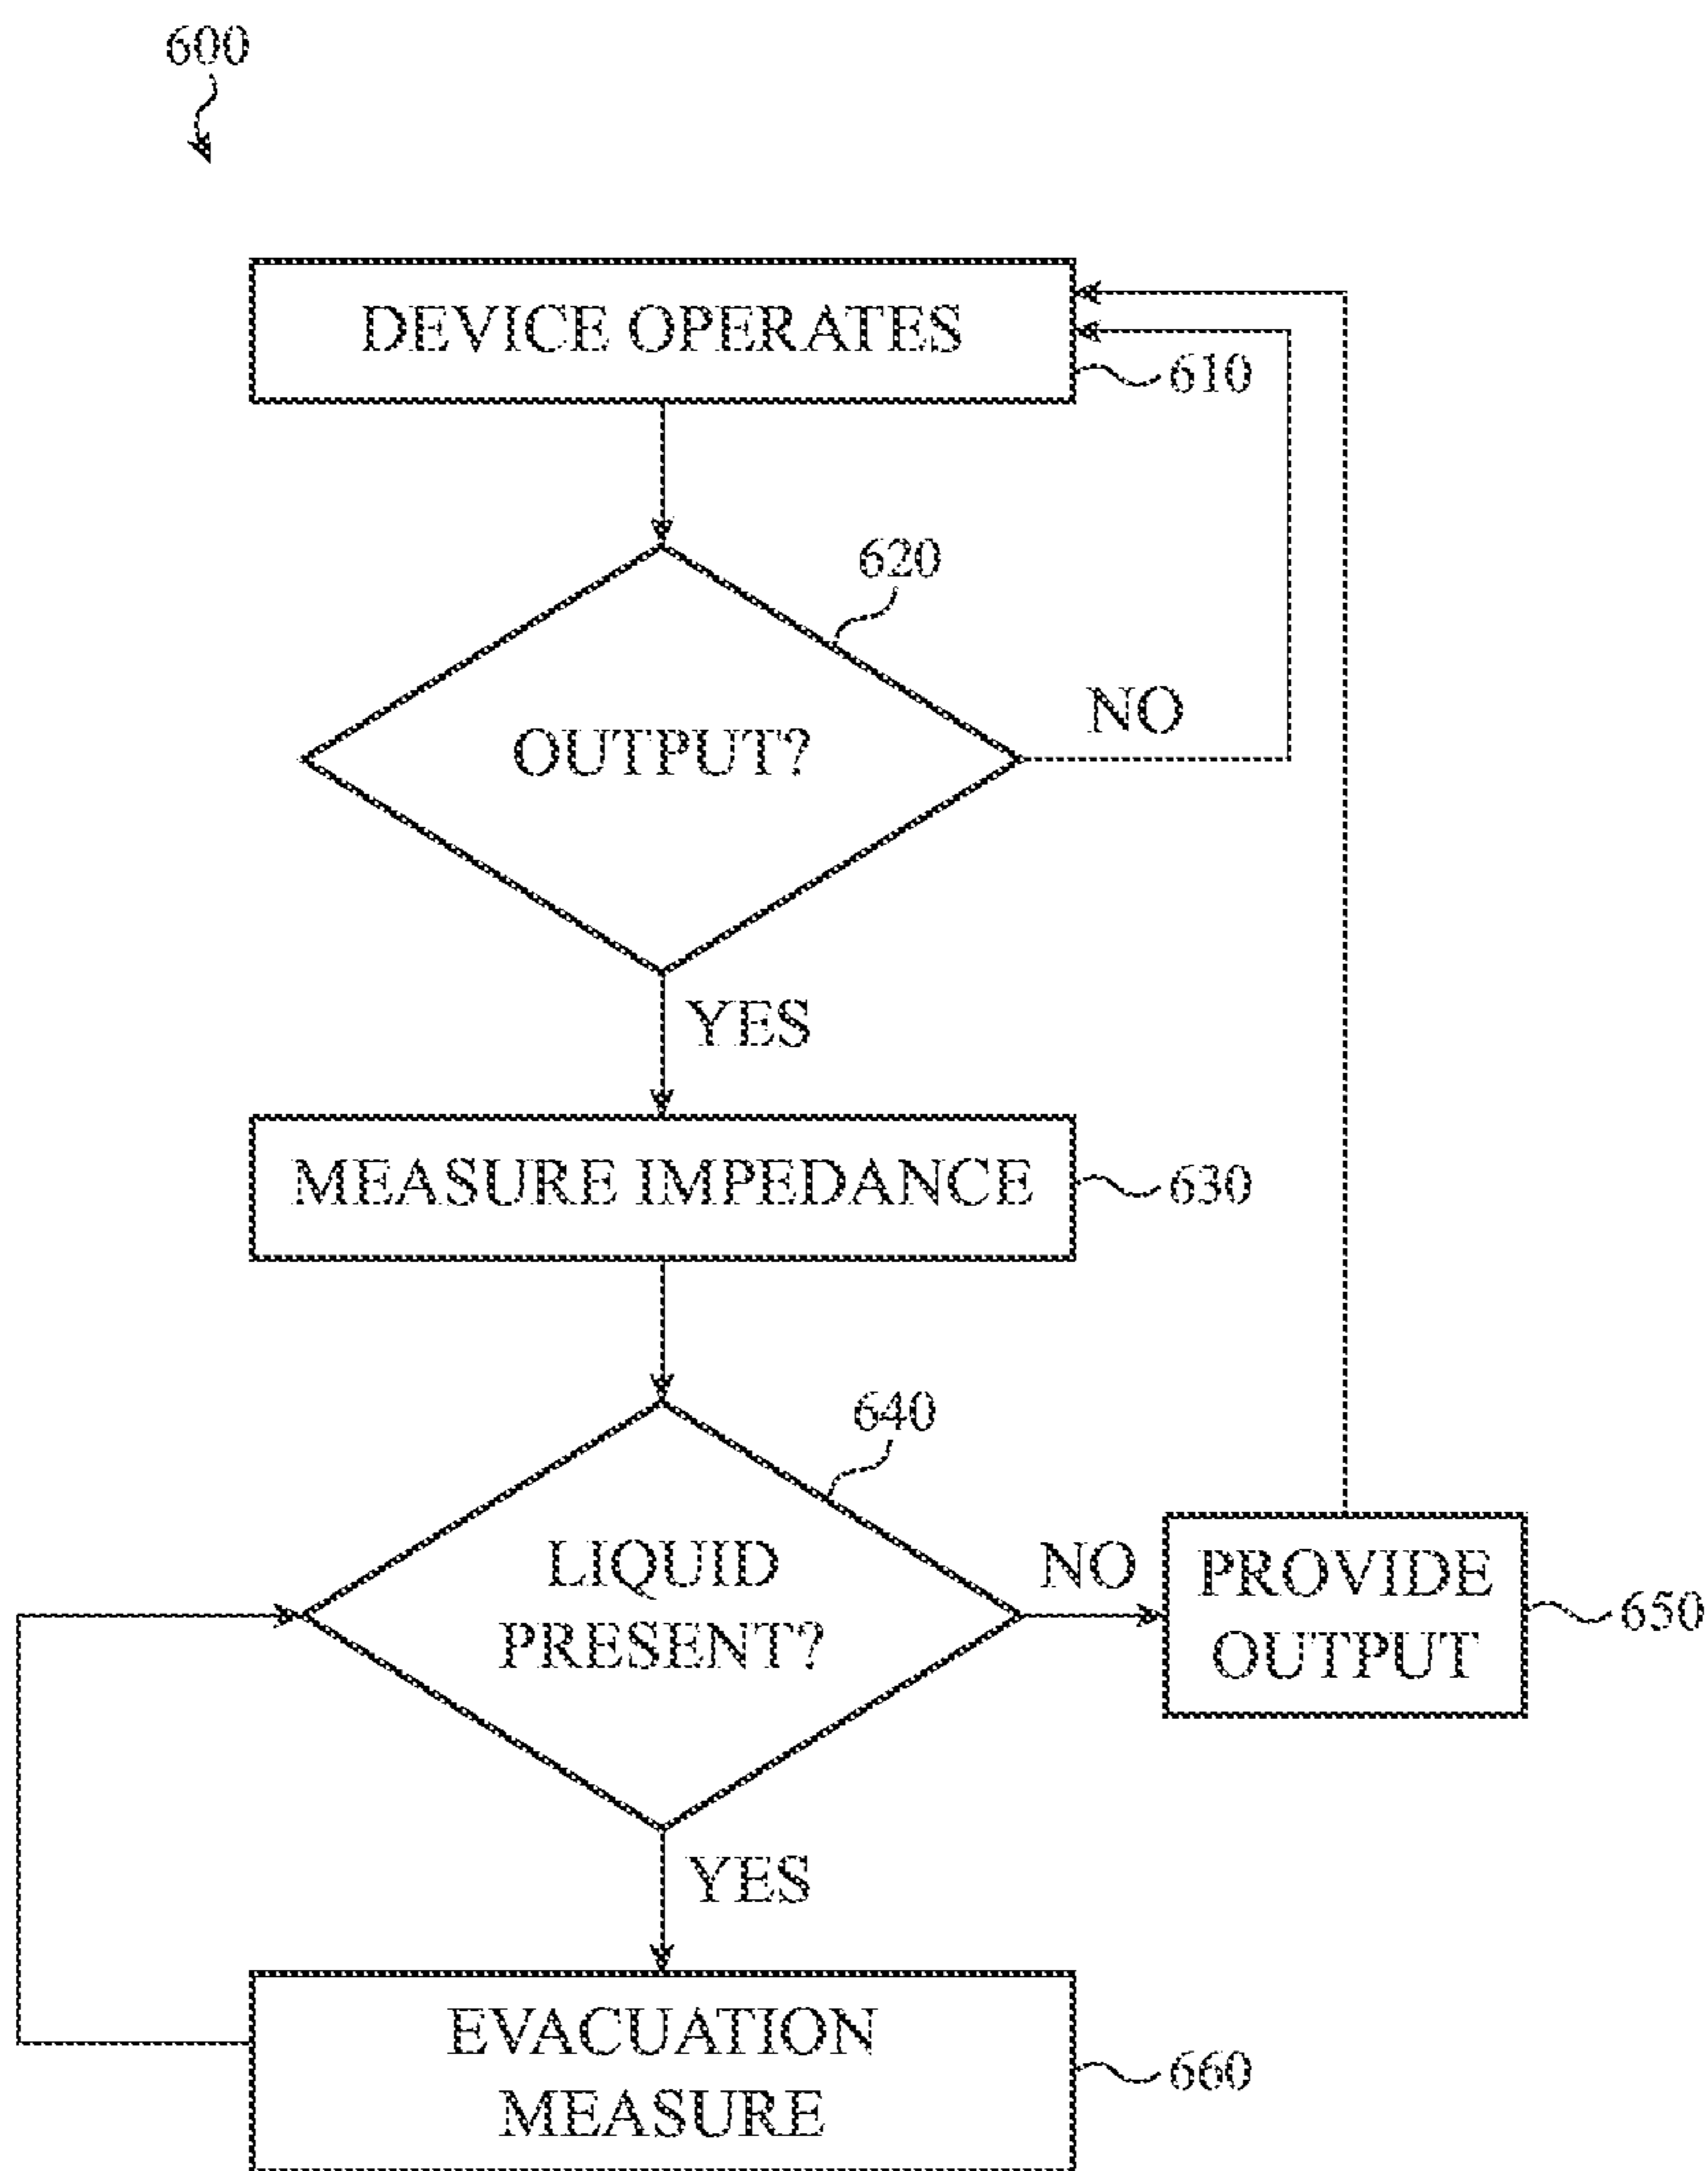 600
DEVICE OPERATES
610
620
OUTPUT?
NO
YES
MEASURE IMPEDANCE
630
640
LIQUID
PRESENT?
NO
PROVIDE
OUTPUT
650
YES
EVACUATION
MEASURE
660